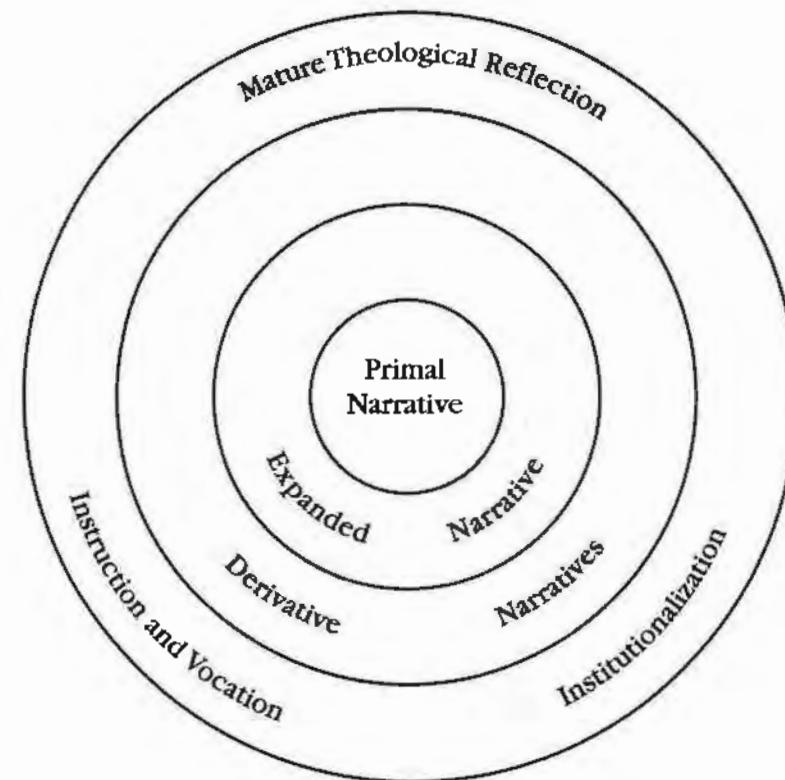 Mature Theological Reflection
Primal
Narrative
Expanded Narrative
Derivative Narratives
Instruction and Vocation
Institutionalization